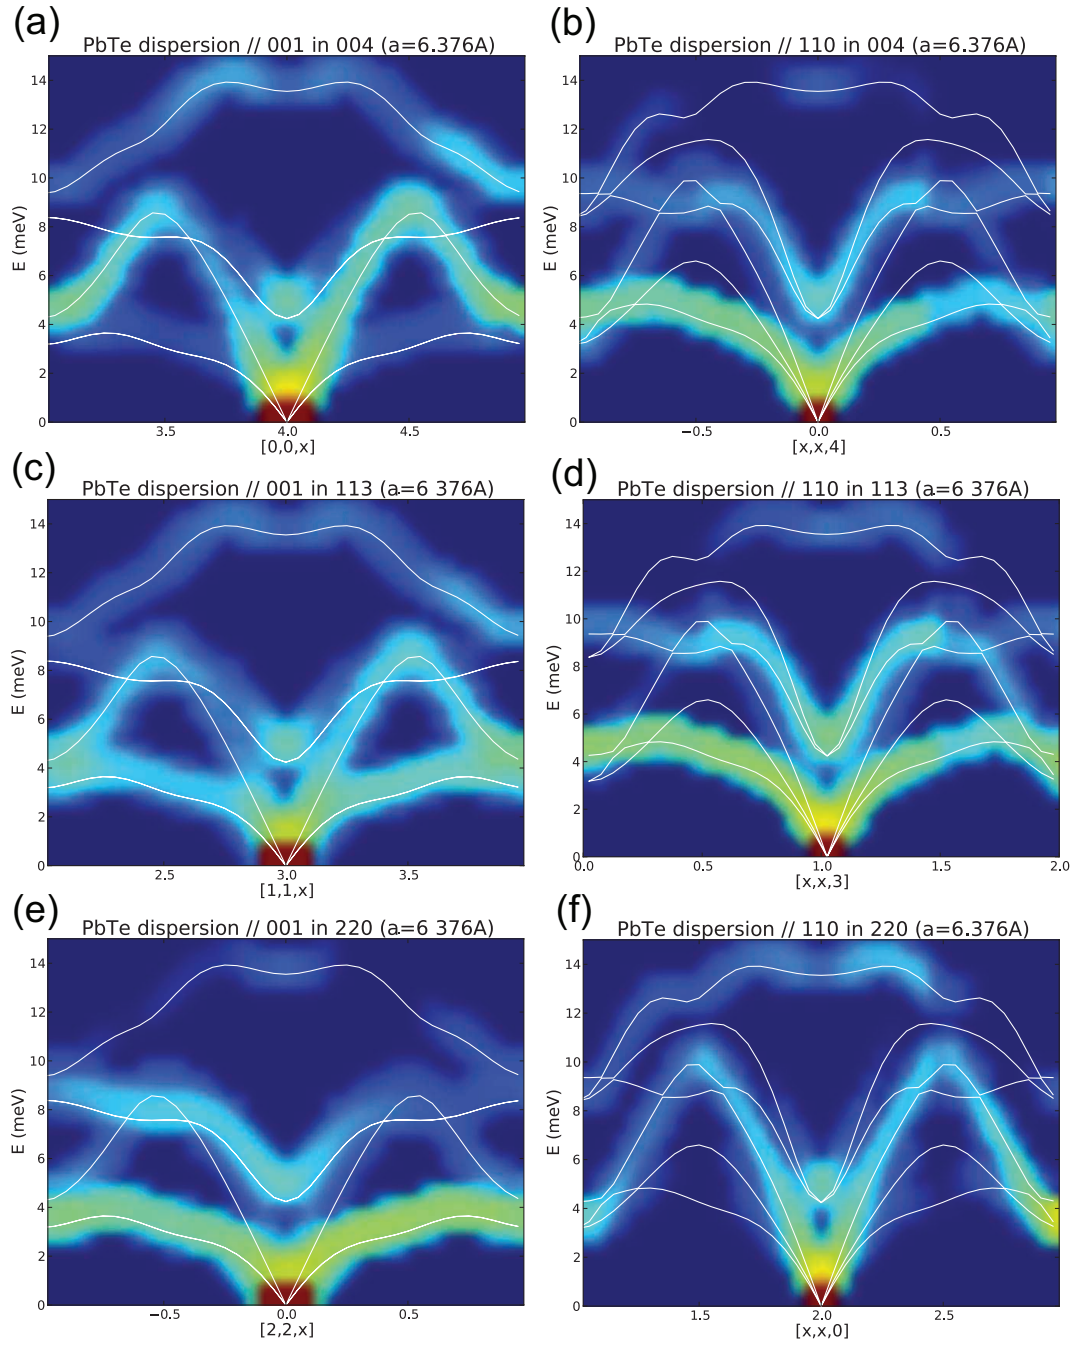 (a)
PbTe dispersion // 001 in 004 (a=6.376A)
14
12
10
8
6
4
2
0
E (meV)
3.5
4.0
4.5
[0,0,x]
(b)
PbTe dispersion // 110 in 004 (a=6.376A)
14
12
10
8
6
4
2
0
E (meV)
−0.5
0.0
0.5
[x,x,4]
(c)
PbTe dispersion // 001 in 113 (a=6 376A)
14
12
10
8
6
4
2
0
E (meV)
2.5
3.0
3.5
[1,1,x]
(d)
PbTe dispersion // 110 in 113 (a=6 376A)
14
12
10
8
6
4
2
0
E (meV)
0.0
0.5
1.0
1.5
2.0
[x,x,3]
(e)
PbTe dispersion // 001 in 220 (a=6 376A)
14
12
10
8
6
4
2
0
E (meV)
−0.5
0.0
0.5
[2,2,x]
(f)
PbTe dispersion // 110 in 220 (a=6.376A)
14
12
10
8
6
4
2
0
E (meV)
1.5
2.0
2.5
[x,x,0]